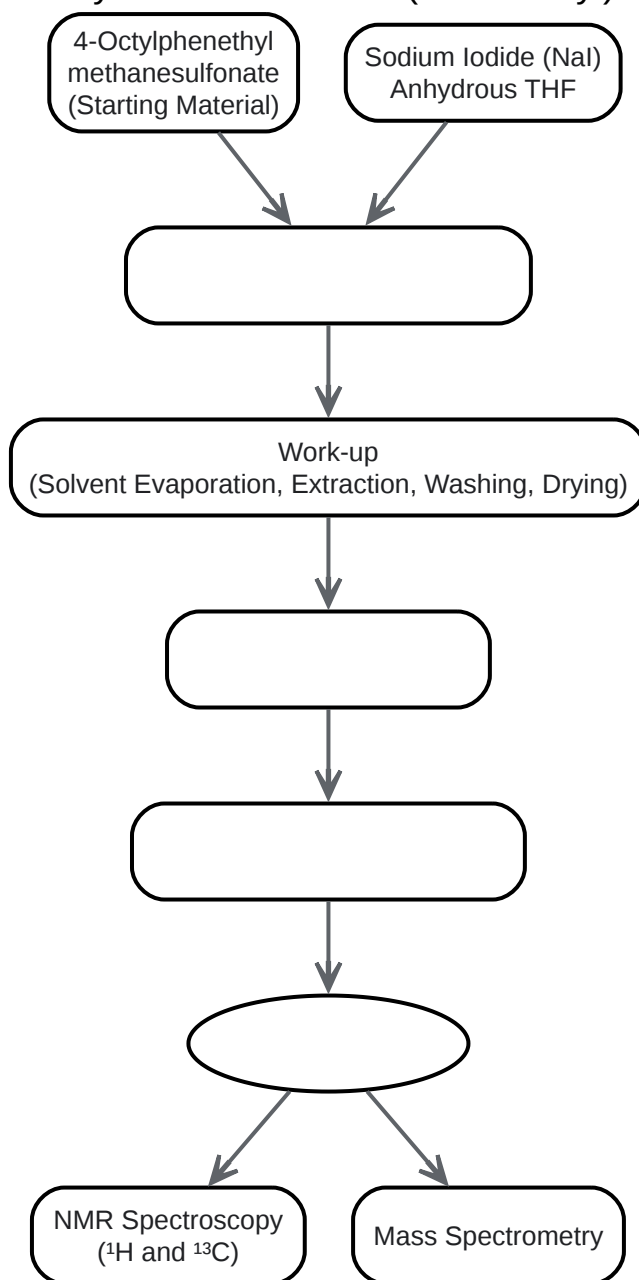 4-Octylphenethyl
methanesulfonate
(Starting Material)
Sodium Iodide (NaI)
Anhydrous THF
Work-up
(Solvent Evaporation, Extraction, Washing, Drying)
NMR Spectroscopy
(¹H and ¹³C)
Mass Spectrometry